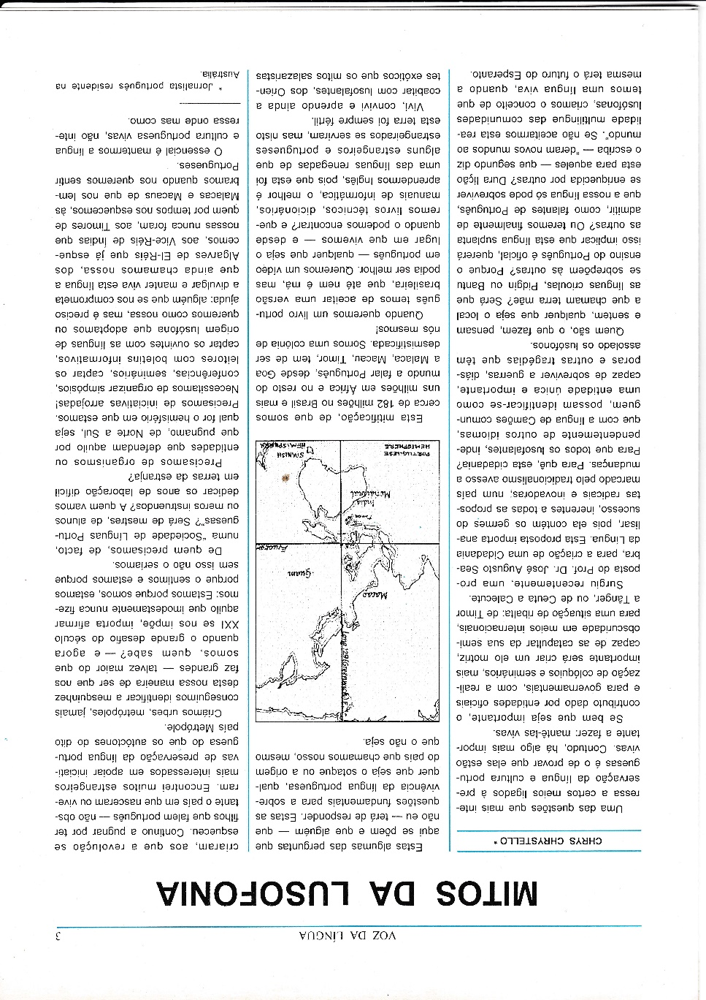 VOZ DA LÍNGUA
3
MITOS DA LUSOFONIA
CHRYS CHRYSTELLO *
Uma das questões que mais inte-
ressa a certos meios ligados à pre-
servação da língua e cultura portu-
guesas é o de provar que elas estão
vivas. Contudo, há algo mais impor-
tante a fazer: mantê-las vivas.
Se bem que seja importante, o
contributo dado por entidades oficiais
e para governamentais, com a reali-
zação de colóquios e seminários, mais
importante será criar um elo motriz,
capaz de as catapultar da sua semi-
obscuridade em meios internacionais,
para uma situação de ribalta: de Timor
a Tânger, ou de Ceuta a Calecute.
Surgiu recentemente, uma pro-
posta do Prof. Dr. José Augusto Sea-
bra, para a criação de uma Cidadania
da Língua. Esta proposta importa ana-
lisar, pois ela contém os germes do
sucesso, inerentes a todas as propos-
tas radicais e inovadoras; num país
marcado pelo tradicionalismo avesso a
mudanças. Para quê, esta cidadania?
Para que todos os lusofalantes, inde-
pendentemente de outros idiomas,
que com a língua de Camões comun-
guem, possam identificar-se como
uma entidade única e importante,
capaz de sobreviver a guerras, diás-
poras e outras tragédias que têm
assolado os lusófonos.
Quem são, o que fazem, pensam
e sentem, qualquer que seja o local
a que chamam terra mãe? Será que
as línguas crioulas, Pidgin ou Bantu
se sobrepõem às outras? Porque o
ensino do Português é oficial, quererá
isso implicar que esta língua suplanta
as outras? Ou teremos finalmente de
admitir, como falantes de Português,
que a nossa língua só pode sobreviver
se enriquecida por outras? Dura lição
esta para aqueles — que segundo diz
o escriba — "deram novos mundos ao
mundo". Se não aceitarmos esta rea-
lidade multilingue das comunidades
lusófonas, criamos o conceito de que
temos uma língua viva, quando a
mesma terá o futuro do Esperanto.
Estas algumas das perguntas que
aqui se põem e que alguém — que
não eu — terá de responder. Estas as
questões fundamentais para a sobre-
vivência da língua portuguesa, qual-
quer que seja o sotaque ou a origem
do país que chamamos nosso, mesmo
que o não seja.
Macao
Guam
Equator
India
Meridional
PORTUGUESE
HEMISPHERE
SPANISH
HEMISPHERE
Esta mitificação, de que somos
cerca de 182 milhões no Brasil e mais
uns milhões em África e no resto do
mundo a falar Português, desde Goa
a Malaca, Macau, Timor, tem de ser
desmistificada. Somos uma colónia de
nós mesmos!
Quando queremos um livro portu-
guês temos de aceitar uma versão
brasileira, que até nem é má, mas
podia ser melhor. Queremos um vídeo
em português — qualquer que seja o
lugar em que vivemos — e desde
quando o podemos encontrar? e que-
remos livros técnicos, dicionários,
manuais de informática, o melhor é
aprendermos Inglês, pois que esta foi
uma das línguas renegadas de que
alguns estrangeiros e portugueses
estrangeirados se serviram, mas nisto
esta terra foi sempre fértil.
Vivi, convivi e aprendo ainda a
coabitar com lusofalantes, dos Orien-
tes exóticos que os mitos salazaristas
criaram, aos que a revolução se
esqueceu. Continuo a pugnar por ter
filhos que falem português — não obs-
tante o país em que nasceram ou vive-
ram. Encontrei muitos estrangeiros
mais interessados em apoiar iniciati-
vas de preservação da língua portu-
guesa do que os autóctones do dito
país Metrópole.
Criámos urbes, metrópoles, jamais
conseguimos identificar a mesquinhez
desta nossa maneira de ser que nos
faz grandes — talvez maior do que
somos, quem sabe? — e agora
quando o grande desafio do século
XXI se nos impõe, importa afirmar
aquilo que imodestamente nunca fize-
mos: Estamos porque somos, estamos
porque o sentimos e estamos porque
sem isso não o seríamos.
De quem precisamos, de facto,
numa "Sociedade de Línguas Portu-
guesas"? Será de mestres, de alunos
ou meros instruendos? A quem vamos
dedicar os anos de laboração difícil
em terras da estranja?
Precisamos de organismos ou
entidades que defendam aquilo por
que pugnamo, de Norte a Sul, seja
qual for o hemisfério em que estamos.
Precisamos de iniciativas arrojadas!
Necessitamos de organizar simpósios,
conferências, seminários, captar os
leitores com boletins informativos,
captar os ouvintes com as línguas de
origem lusófona que adoptamos ou
queremos como nossa, mas é preciso
ajuda: alguém que se nos comprometa
a divulgar e manter viva esta língua a
que ainda chamamos nossa, dos
Algarves de El-Réis que já esque-
cemos, aos Vice-Réis de Índias que
nossas nunca foram, aos Timores de
quem por tempos nos esquecemos, às
Malacas e Macaus de que nos lem-
bramos quando nos queremos sentir
Portugueses.
O essencial é mantermos a língua
e cultura portuguesa vivas, não inte-
ressa onde mas como.
* Jornalista português residente na
Austrália.